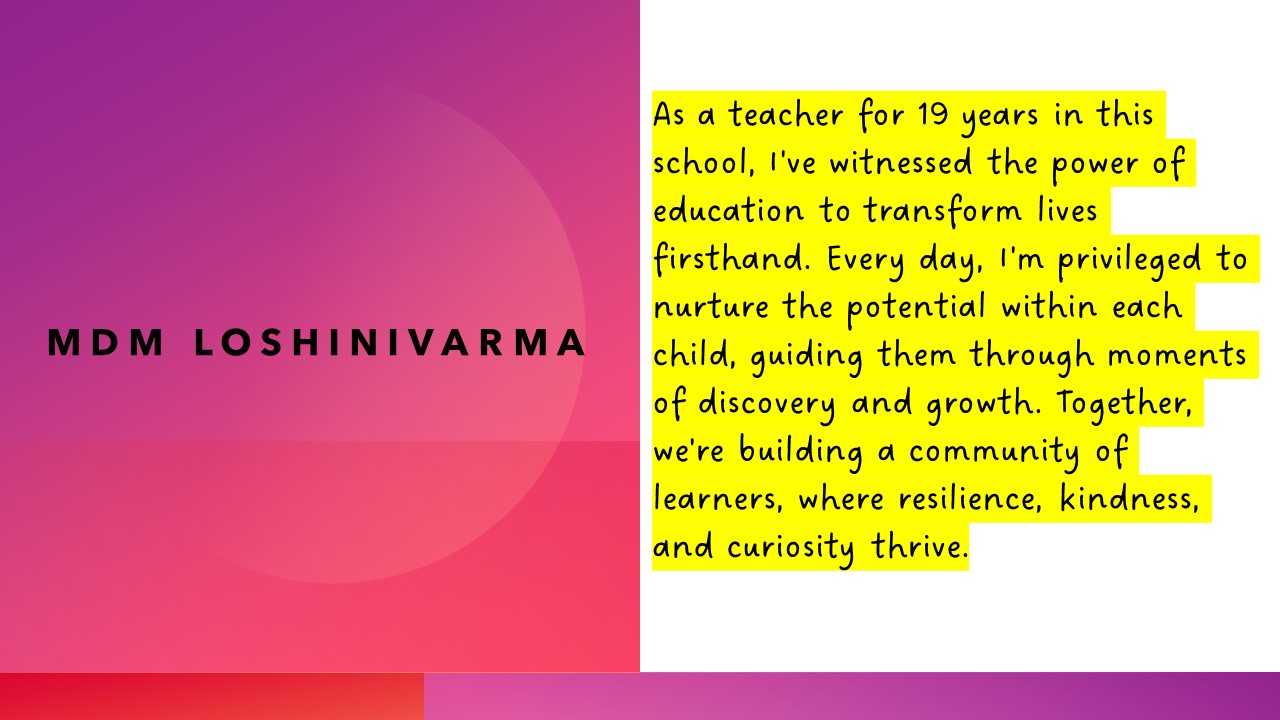 MDM LOSHINIVARMA
As a teacher for 19 years in this
school, I've witnessed the power of
education to transform lives
firsthand. Every day, I'm privileged to
nurture the potential within each
child, guiding them through moments
of discovery and growth. Together,
we're building a community of
learners, where resilience, kindness,
and curiosity thrive.